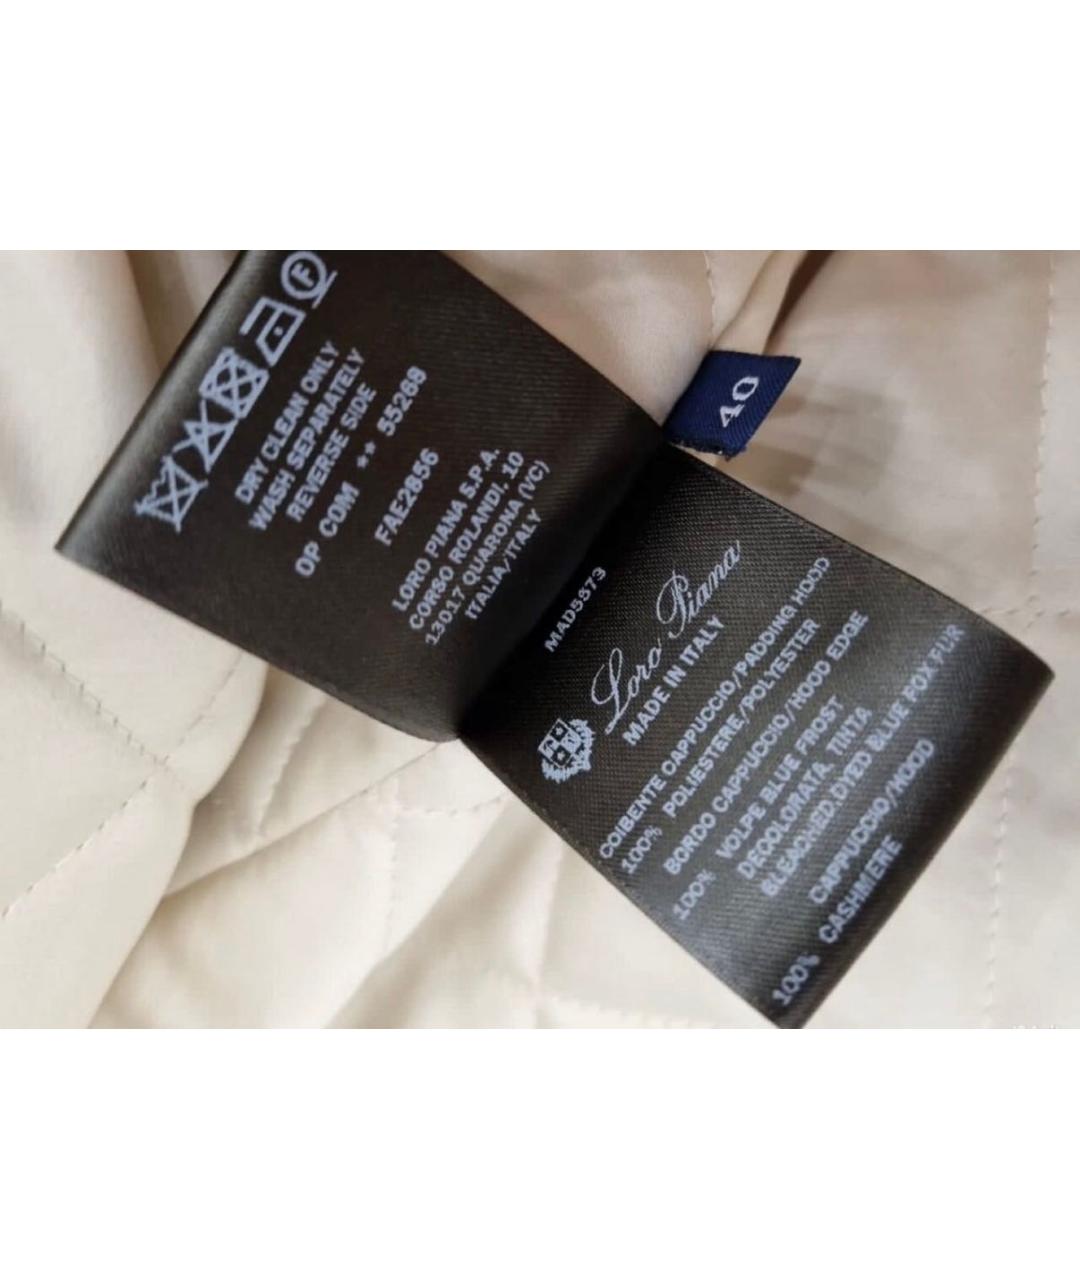 F
DRY CLEAN ONLY
WASH SEPARATELY
REVERSE SIDE
OP COM ** 55268
FAE2856
LORO PIANA S.P.A.
CORSO ROLANDI, 10
13017 QUARONA (VC)
ITALIA/ITALY
40
MAD5573
Loro Piana
MADE IN ITALY
COIBENTE CAPPUCCIO/PADDING HOOD
100% POLIESTERE/POLYESTER
BORDO CAPPUCCIO/HOOD EDGE
100% VOLPE BLUE FROST
DECOLORATA, TINTA
BLEACHED,DYED BLUE FOX FUR
CAPPUCCIO/HOOD
100% CASHMERE